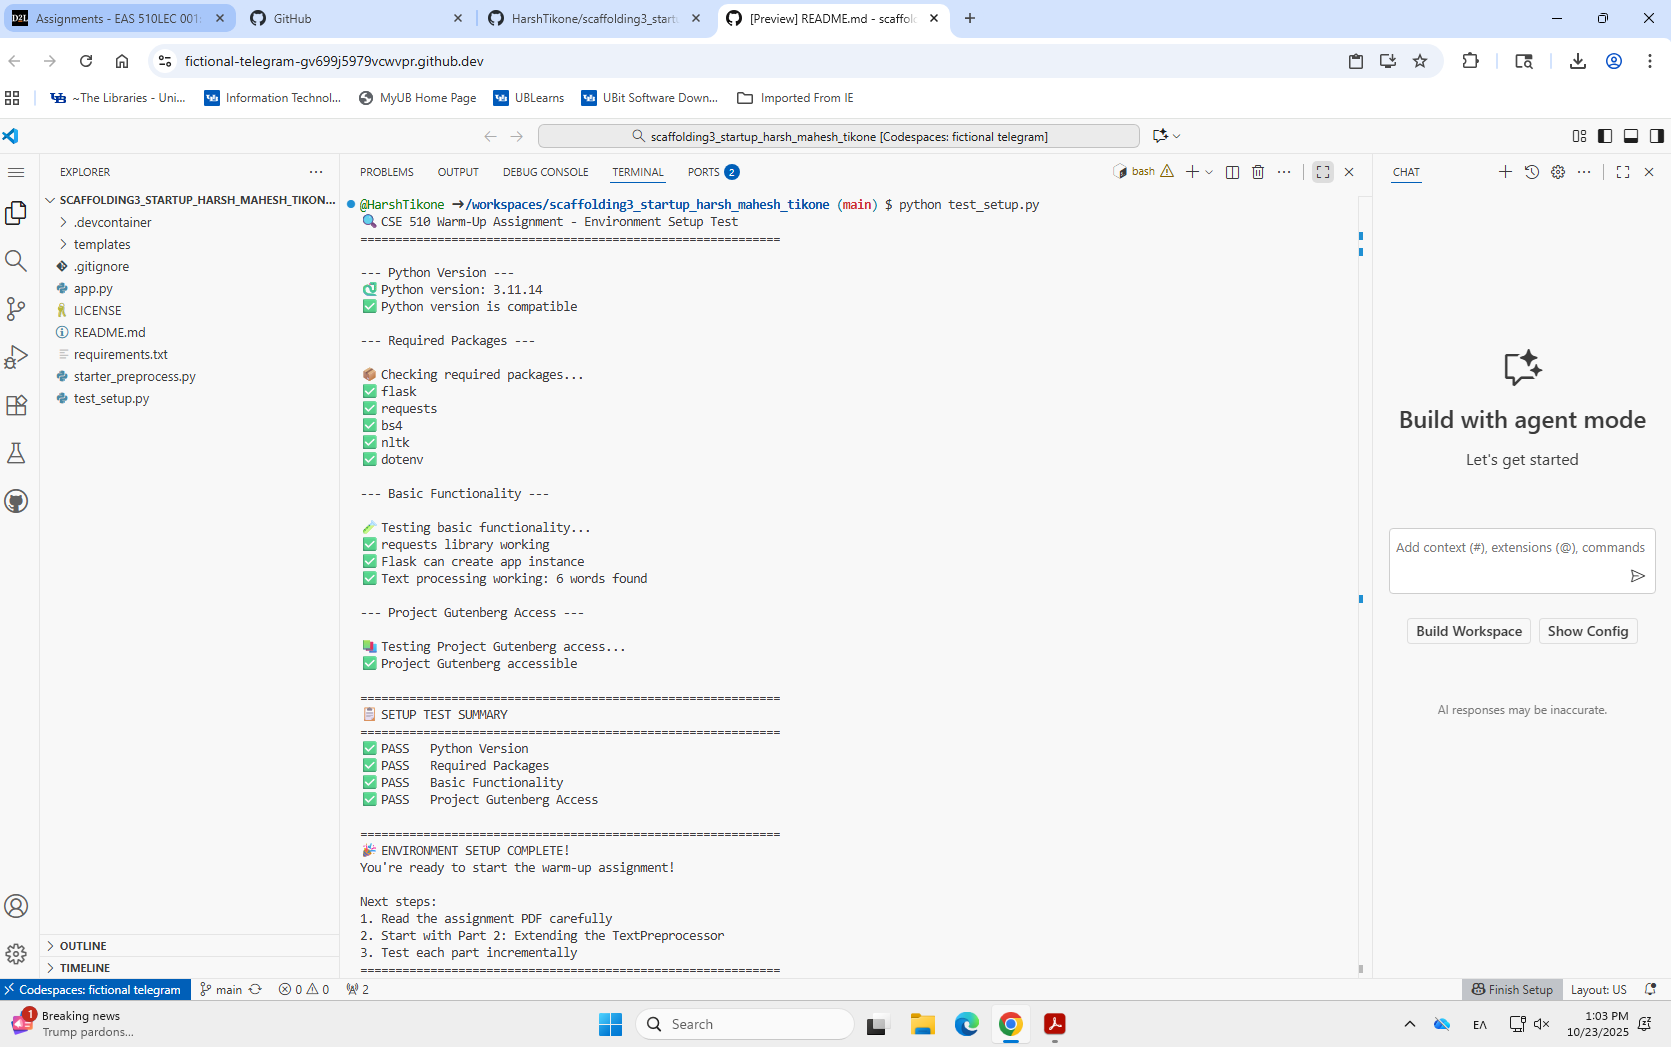 Assignments - EAS 510LEC 001:
GitHub
HarshTikone/scaffolding3_start
[Preview] README.md - scaffold
fictional-telegram-gv699j5979vcwvpr.github.dev
~The Libraries - Uni...
Information Technol...
MyUB Home Page
UBLearns
UBit Software Down...
Imported From IE
scaffolding3_startup_harsh_mahesh_tikone [Codespaces: fictional telegram]
EXPLORER
SCAFFOLDING3_STARTUP_HARSH_MAHESH_TIKON...
.devcontainer
templates
.gitignore
app.py
LICENSE
README.md
requirements.txt
starter_preprocess.py
test_setup.py
OUTLINE
TIMELINE
PROBLEMS OUTPUT DEBUG CONSOLE TERMINAL PORTS 2
bash
@HarshTikone ➜/workspaces/scaffolding3_startup_harsh_mahesh_tikone (main) $ python test_setup.py
🔍 CSE 510 Warm-Up Assignment - Environment Setup Test
============================================================
--- Python Version ---
🐍 Python version: 3.11.14
✅ Python version is compatible
--- Required Packages ---
📦 Checking required packages...
✅ flask
✅ requests
✅ bs4
✅ nltk
✅ dotenv
--- Basic Functionality ---
🧪 Testing basic functionality...
✅ requests library working
✅ Flask can create app instance
✅ Text processing working: 6 words found
--- Project Gutenberg Access ---
📚 Testing Project Gutenberg access...
✅ Project Gutenberg accessible
============================================================
📋 SETUP TEST SUMMARY
============================================================
✅ PASS Python Version
✅ PASS Required Packages
✅ PASS Basic Functionality
✅ PASS Project Gutenberg Access
============================================================
🎉 ENVIRONMENT SETUP COMPLETE!
You're ready to start the warm-up assignment!
Next steps:
1. Read the assignment PDF carefully
2. Start with Part 2: Extending the TextPreprocessor
3. Test each part incrementally
============================================================
CHAT
Build with agent mode
Let's get started
Add context (#), extensions (@), commands
Build Workspace
Show Config
AI responses may be inaccurate.
Codespaces: fictional telegram
main
0 0
2
Finish Setup
Layout: US
1
Breaking news
Trump pardons...
Search
ΕΛ
1:03 PM
10/23/2025